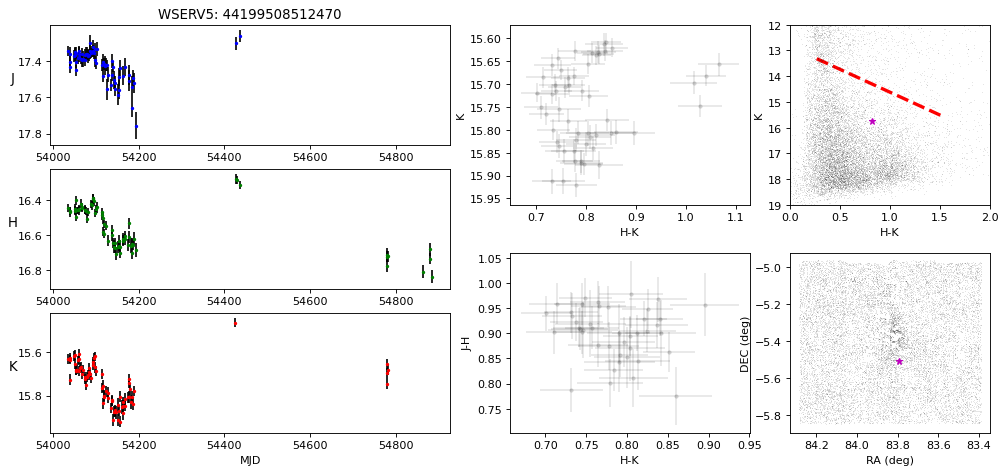 WSERV5: 44199508512470
J
17.4
17.6
17.8
54000 54200 54400 54600 54800
H
16.4
16.6
16.8
54000 54200 54400 54600 54800
K
15.6
15.8
54000 54200 54400 54600 54800
MJD
K
15.60
15.65
15.70
15.75
15.80
15.85
15.90
15.95
0.7 0.8 0.9 1.0 1.1
H-K
K
12
13
14
15
16
17
18
19
0.0 0.5 1.0 1.5 2.0
H-K
J-H
1.05
1.00
0.95
0.90
0.85
0.80
0.75
0.70 0.75 0.80 0.85 0.90 0.95
H-K
DEC (deg)
−5.0
−5.2
−5.4
−5.6
−5.8
84.2 84.0 83.8 83.6 83.4
RA (deg)